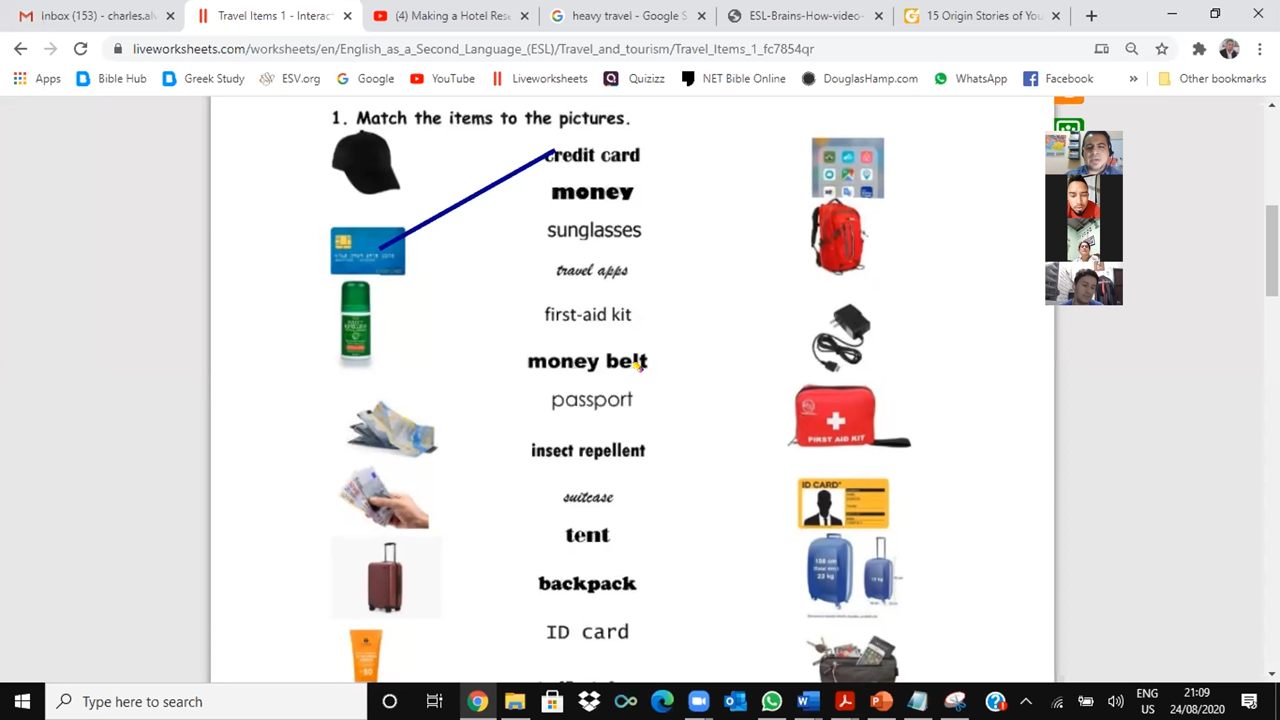 Inbox (153) - charles.al
Travel Items 1 - Interac
(4) Making a Hotel Res
heavy travel - Google S
ESL-Brains-How-video-
15 Origin Stories of You
liveworksheets.com/worksheets/en/English_as_a_Second_Language_(ESL)/Travel_and_tourism/Travel_Items_1_fc7854qr
Apps
Bible Hub
Greek Study
ESV.org
Google
YouTube
Liveworksheets
Quizizz
NET Bible Online
DouglasHamp.com
WhatsApp
Facebook
»
Other bookmarks
1. Match the items to the pictures.
credit card
money
sunglasses
travel apps
first-aid kit
money belt
passport
insect repellent
suitcase
tent
backpack
ID card
FIRST AID KIT
ID CARD
Type here to search
ENG
US
21:09
24/08/2020